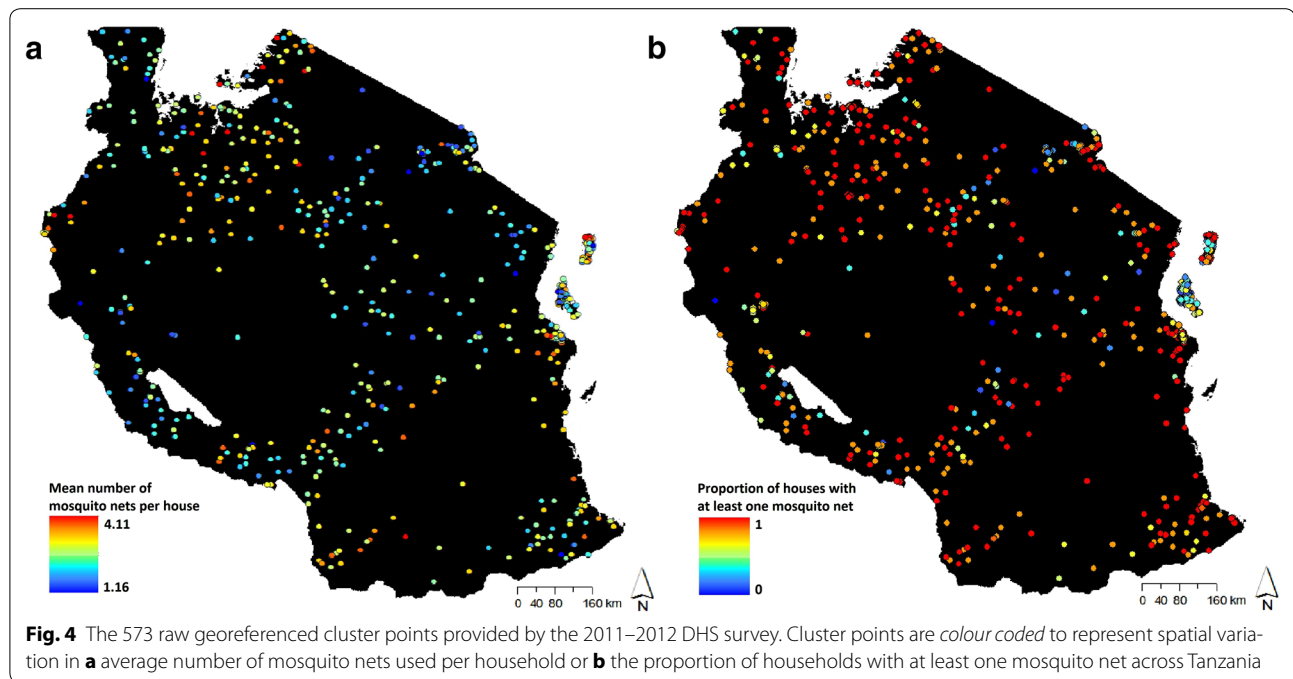 a
b
Mean number of
mosquito nets per house
4.11
1.16
0 40 80 160 km
N
Proportion of houses with
at least one mosquito net
1
0
0 40 80 160 km
N
Fig. 4 The 573 raw georeferenced cluster points provided by the 2011–2012 DHS survey. Cluster points are colour coded to represent spatial varia-
tion in a average number of mosquito nets used per household or b the proportion of households with at least one mosquito net across Tanzania